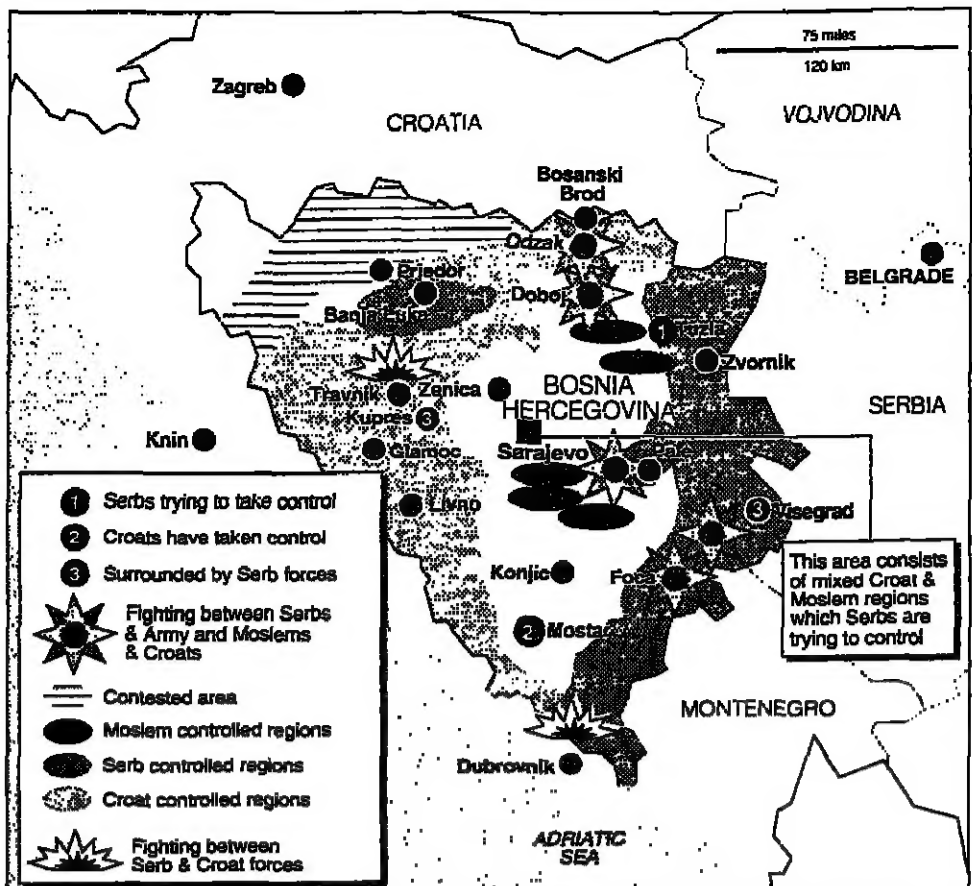 75 miles
120 km
Zagreb
CROATIA
VOJVODINA
Bosanski
Brod
Odzak
BELGRADE
Prijedor
Doboj
Banja Luka
1
Tuzla
Zvornik
BOSNIA
HERCEGOVINA
Travnik
Zenica
Kupres
3
SERBIA
Knin
Glamoc
Sarajevo
Pale
Livno
3
Visegrad
Konjic
Foca
2
Mostar
This area consists
of mixed Croat &
Moslem regions
which Serbs are
trying to control
MONTENEGRO
Dubrovnik
ADRIATIC
SEA
1
Serbs trying to take control
2
Croats have taken control
3
Surrounded by Serb forces
Fighting between Serbs
& Army and Moslems
& Croats
Contested area
Moslem controlled regions
Serb controlled regions
Croat controlled regions
Fighting between
Serb & Croat forces